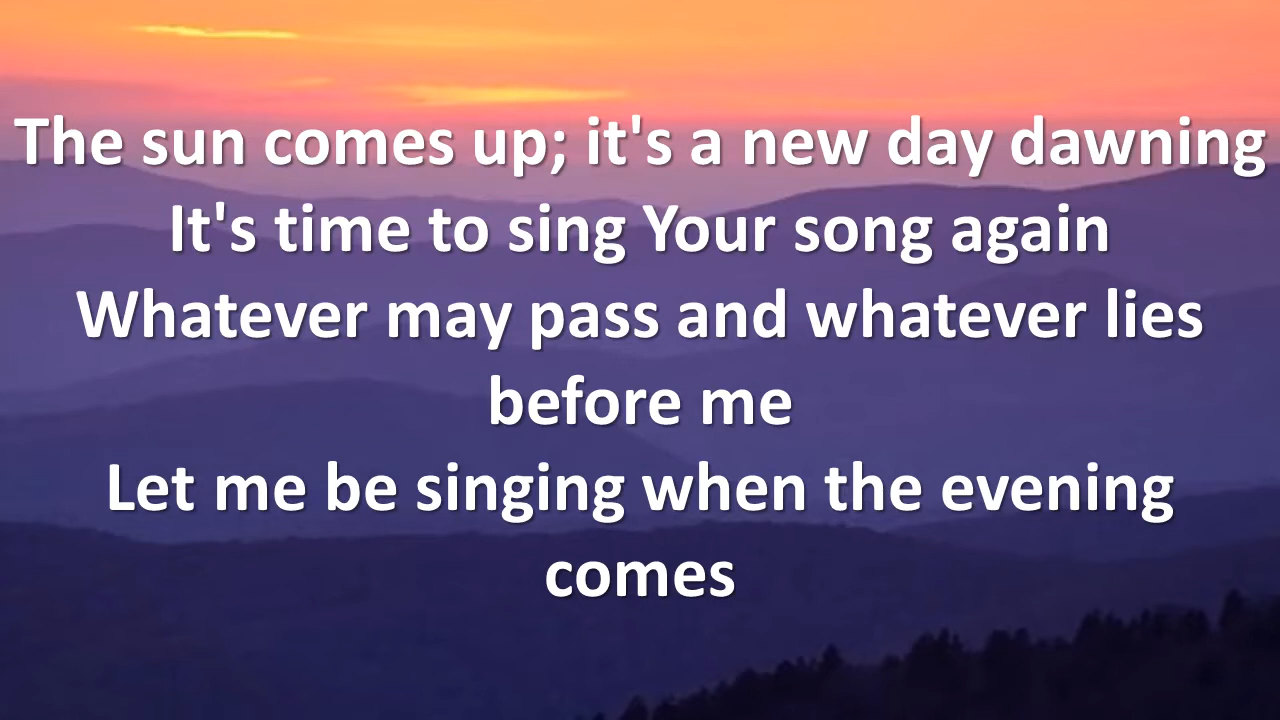 The sun comes up; it's a new day dawning
It's time to sing Your song again
Whatever may pass and whatever lies
before me
Let me be singing when the evening
comes